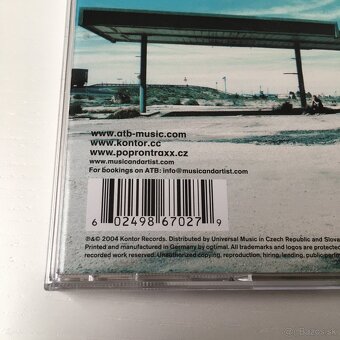 www.atb-music.com
www.kontor.cc
www.poprontraxx.cz
www.musicandartist.com
For bookings on ATB: info@musicandartist.com
6 02498 67027 9
℗&© 2004 Kontor Records. Distributed by Universal Music in Czech Republic and Slova
Printed and manufactured in Germany by optimal. All trademarks and logos are protected
recorded work reserved. Unauthorized copying, reproduction, hiring, lending, public perfor